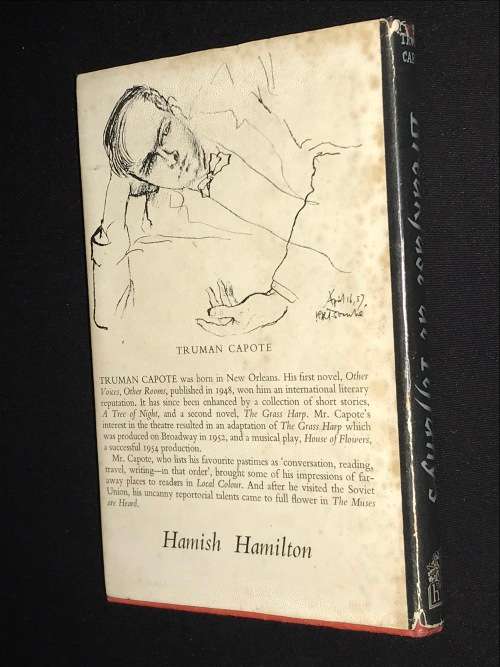 April 16, 57.
TRUMAN CAPOTE
TRUMAN CAPOTE was born in New Orleans. His first novel, Other
Voices, Other Rooms, published in 1948, won him an international literary
reputation. It has since been enhanced by a collection of short stories,
A Tree of Night, and a second novel, The Grass Harp. Mr. Capote's
interest in the theatre resulted in an adaptation of The Grass Harp which
was produced on Broadway in 1952, and a musical play, House of Flowers,
a successful 1954 production.
Mr. Capote, who lists his favourite pastimes as 'conversation, reading,
travel, writing—in that order', brought some of his impressions of far-
away places to readers in Local Colour. And after he visited the Soviet
Union, his uncanny reportorial talents came to full flower in The Muses
are Heard.
Hamish Hamilton
Breakfast at Tiffany's